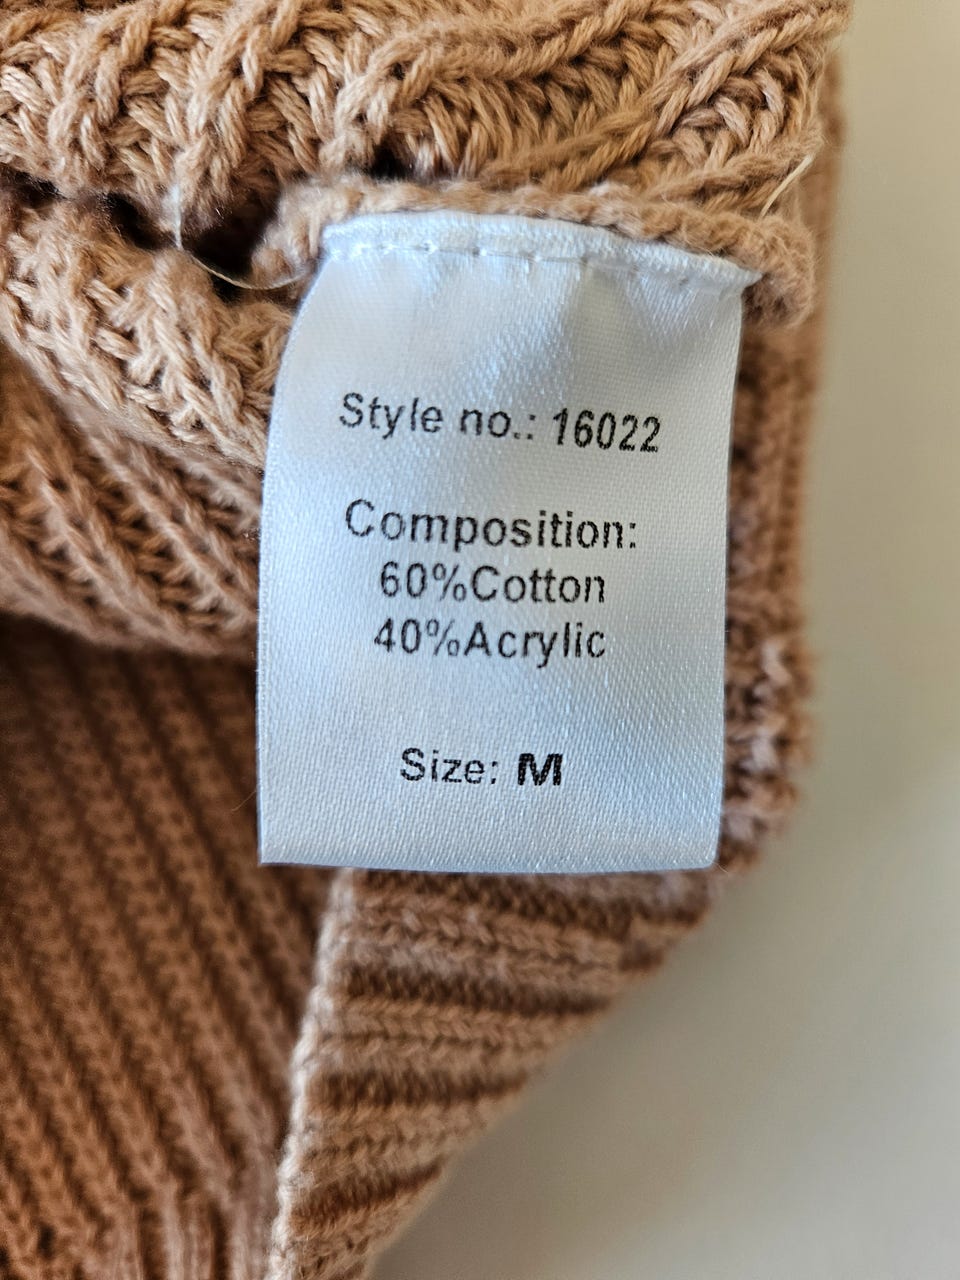 Style no.: 16022
Composition:
60%Cotton
40%Acrylic
Size: M